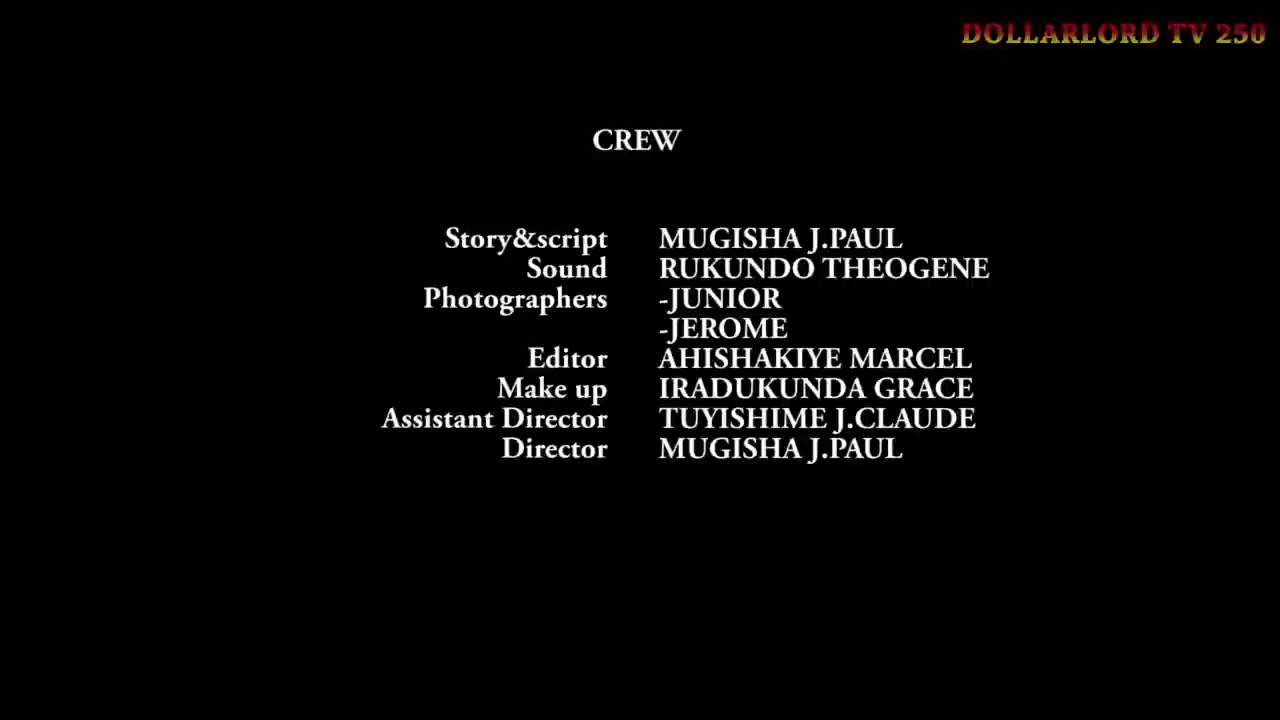 DOLLARLORD TV 250
CREW
Story&script MUGISHA J.PAUL
Sound RUKUNDO THEOGENE
Photographers -JUNIOR
-JEROME
Editor AHISHAKIYE MARCEL
Make up IRADUKUNDA GRACE
Assistant Director TUYISHIME J.CLAUDE
Director MUGISHA J.PAUL